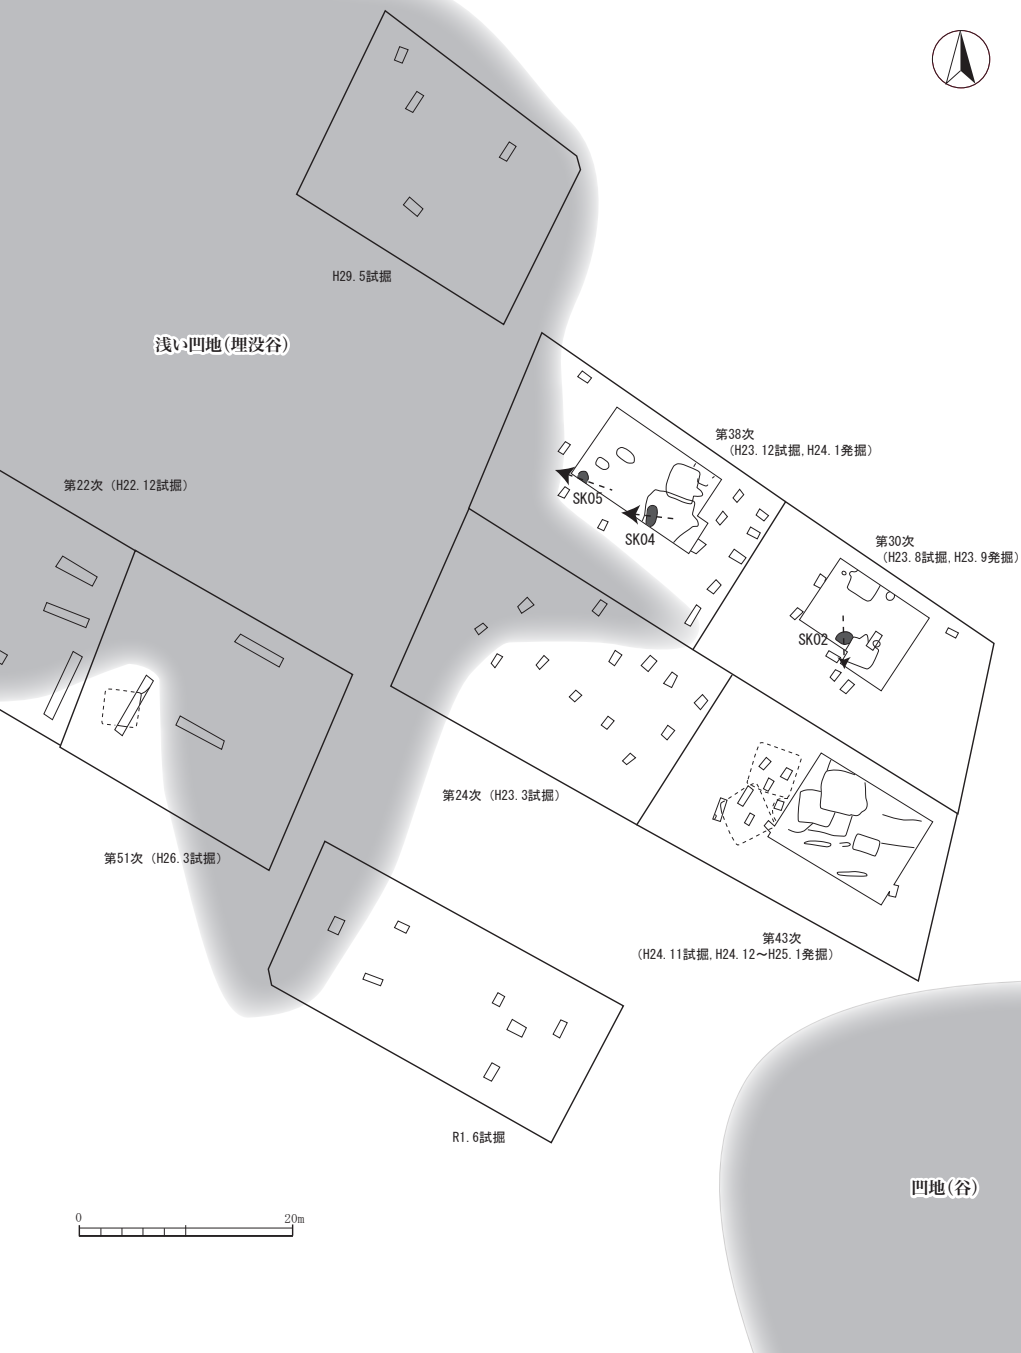 H29.5試掘
浅い凹地(埋没谷)
第38次
(H23.12試掘,H24.1発掘)
第22次 (H22.12試掘)
SK05
SK04
第30次
(H23.8試掘,H23.9発掘)
SK02
第24次 (H23.3試掘)
第51次 (H26.3試掘)
第43次
(H24.11試掘,H24.12〜H25.1発掘)
R1.6試掘
凹地(谷)
0 20m